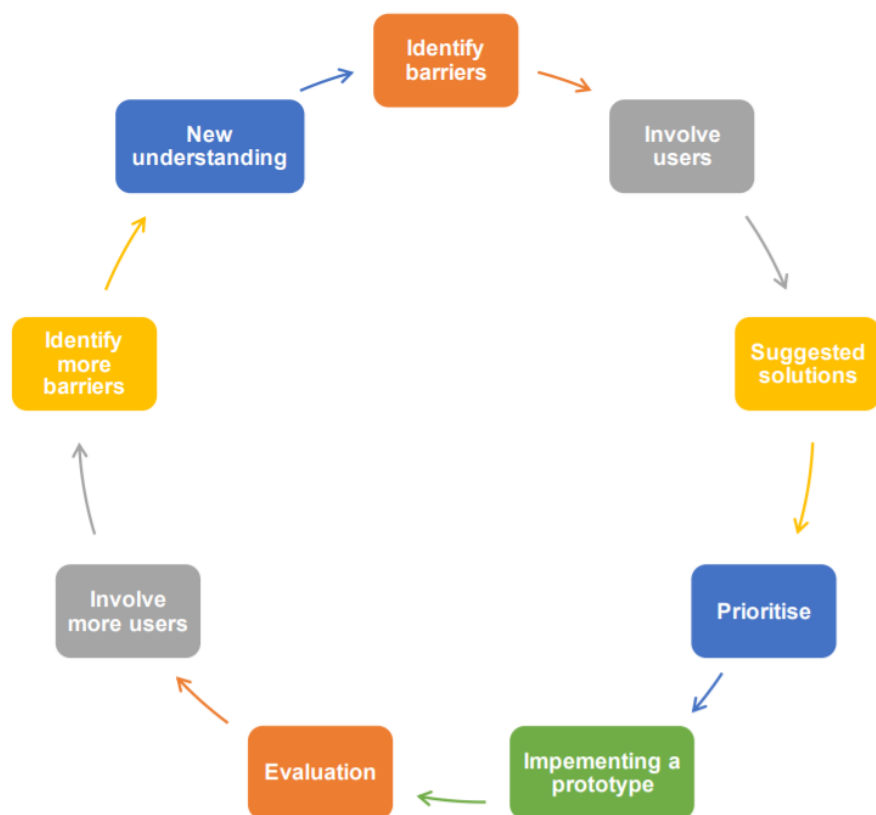 Identify
barriers
Involve
users
Suggested
solutions
Prioritise
Impementing a
prototype
Evaluation
Involve
more users
Identify
more
barriers
New
understanding